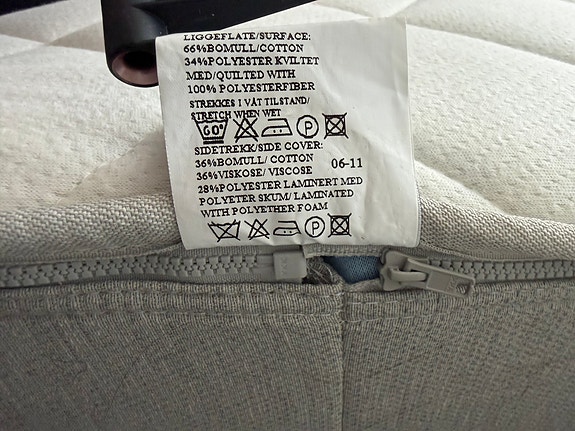 LIGGEFLATE/SURFACE:
66%BOMULL/COTTON
34%POLYESTER KVILTET
MED/QUILTED WITH
100% POLYESTERFIBER
STREKKES I VÅT TILSTAND/
STRETCH WHEN WET
60° P
SIDETREKK/SIDE COVER:
36%BOMULL/ COTTON
36%VISKOSE/ VISCOSE 06-11
28%POLYESTER LAMINERT MED
POLYETER SKUM/ LAMINATED
WITH POLYETHER FOAM
P